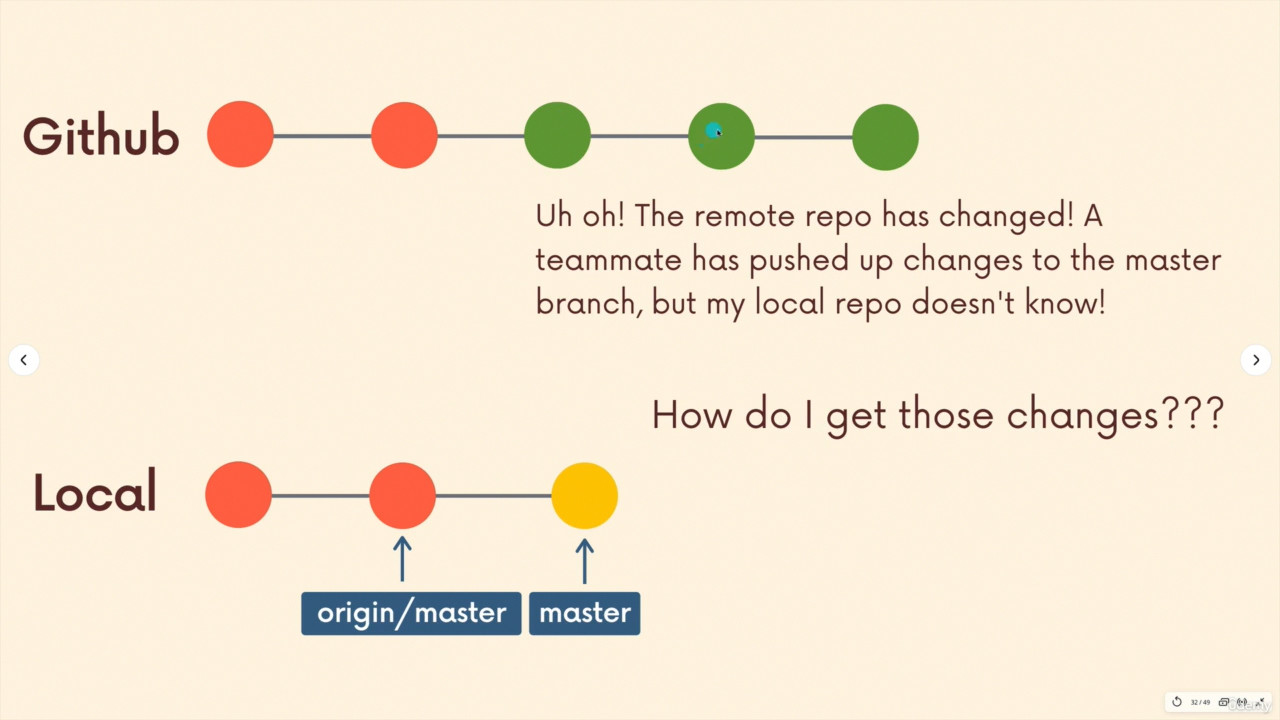 Github
Uh oh! The remote repo has changed! A
teammate has pushed up changes to the master
branch, but my local repo doesn't know!
How do I get those changes???
Local
origin/master
master
32 / 49
udemy